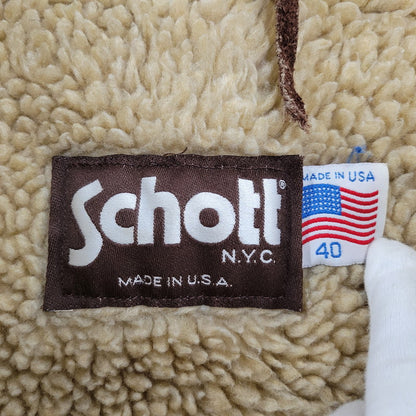 Schott®
N.Y.C.
MADE IN U.S.A.
MADE IN USA
40